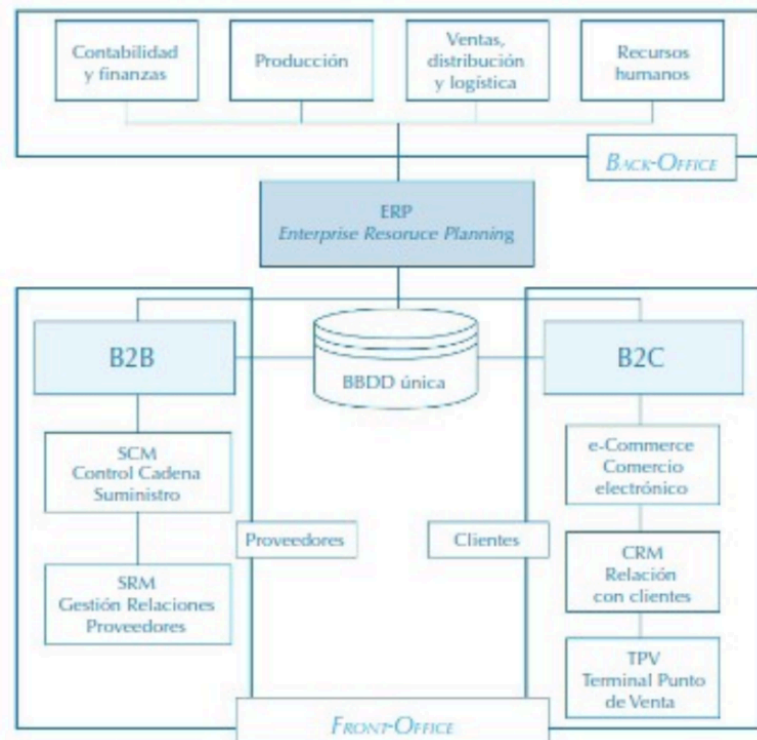 Contabilidad
y finanzas
Producción
Ventas,
distribución
y logística
Recursos
humanos
BACK-OFFICE
ERP
Enterprise Resoruce Planning
B2B
BBDD única
B2C
SCM
Control Cadena
Suministro
e-Commerce
Comercio
electrónico
Proveedores
Clientes
SRM
Gestión Relaciones
Proveedores
CRM
Relación
con clientes
TPV
Terminal Punto
de Venta
FRONT-OFFICE